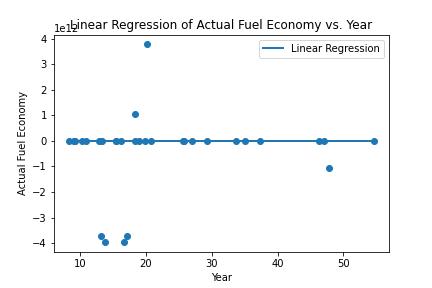 Linear Regression of Actual Fuel Economy vs. Year
1e12
Linear Regression
4
3
2
1
0
−1
−2
−3
−4
Actual Fuel Economy
10 20 30 40 50
Year